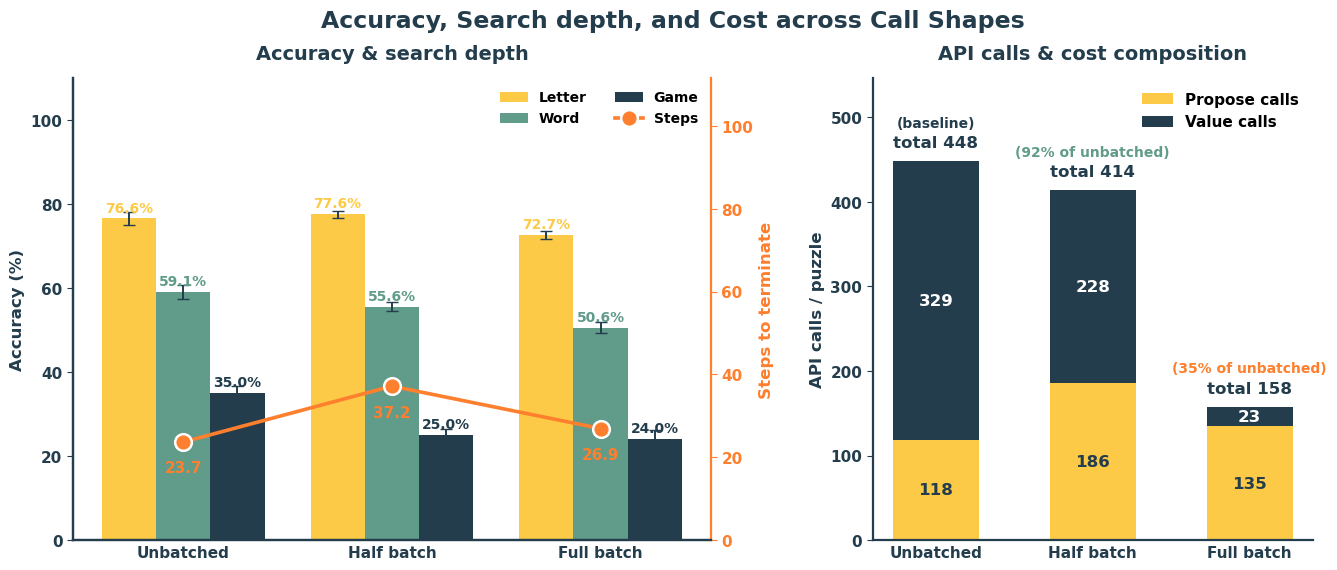 Accuracy, Search depth, and Cost across Call Shapes
Accuracy & search depth
Letter
Word
Game
Steps
Accuracy (%)
100
80
60
40
20
0
76.6%
59.1%
35.0%
77.6%
55.6%
25.0%
72.7%
50.6%
24.0%
23.7
37.2
26.9
Unbatched
Half batch
Full batch
100
80
60
40
20
0
Steps to terminate
API calls & cost composition
Propose calls
Value calls
API calls / puzzle
500
400
300
200
100
0
(baseline)
total 448
329
118
(92% of unbatched)
total 414
228
186
(35% of unbatched)
total 158
23
135
Unbatched
Half batch
Full batch